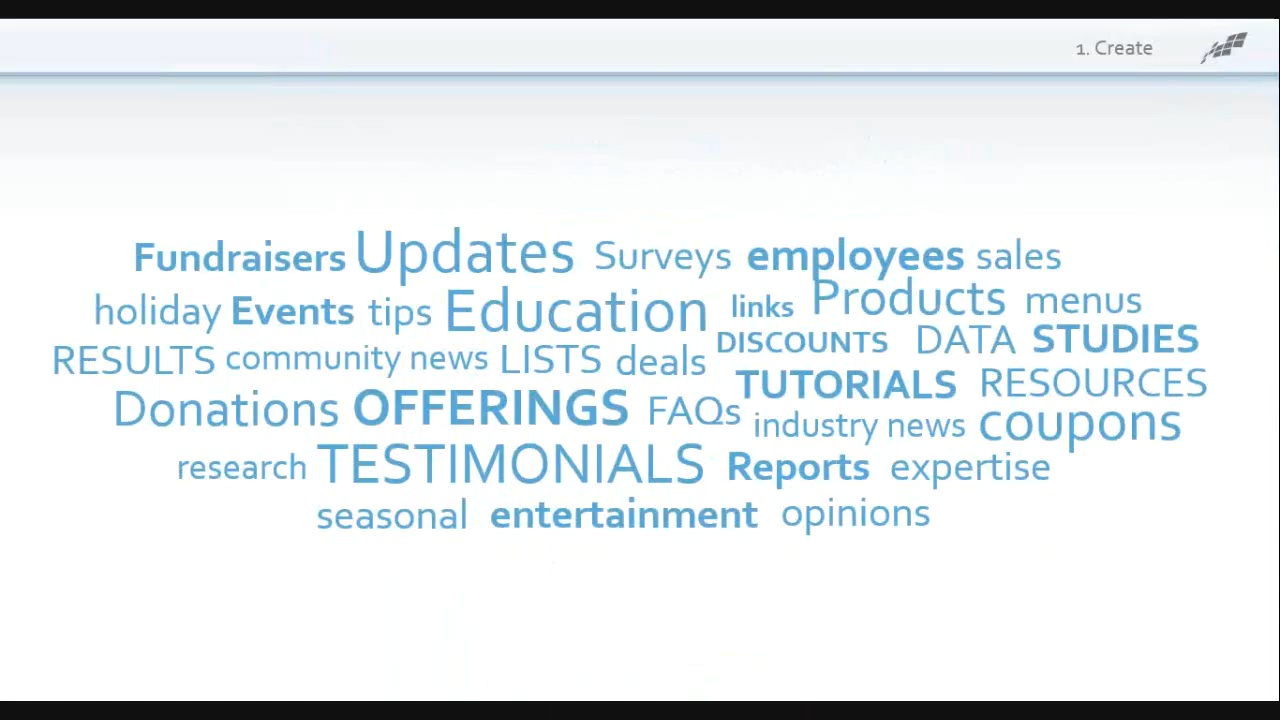 1. Create
Fundraisers Updates Surveys employees sales
holiday Events tips Education links Products menus
RESULTS community news LISTS deals DISCOUNTS DATA STUDIES
Donations OFFERINGS FAQs TUTORIALS RESOURCES
industry news coupons
research TESTIMONIALS Reports expertise
seasonal entertainment opinions